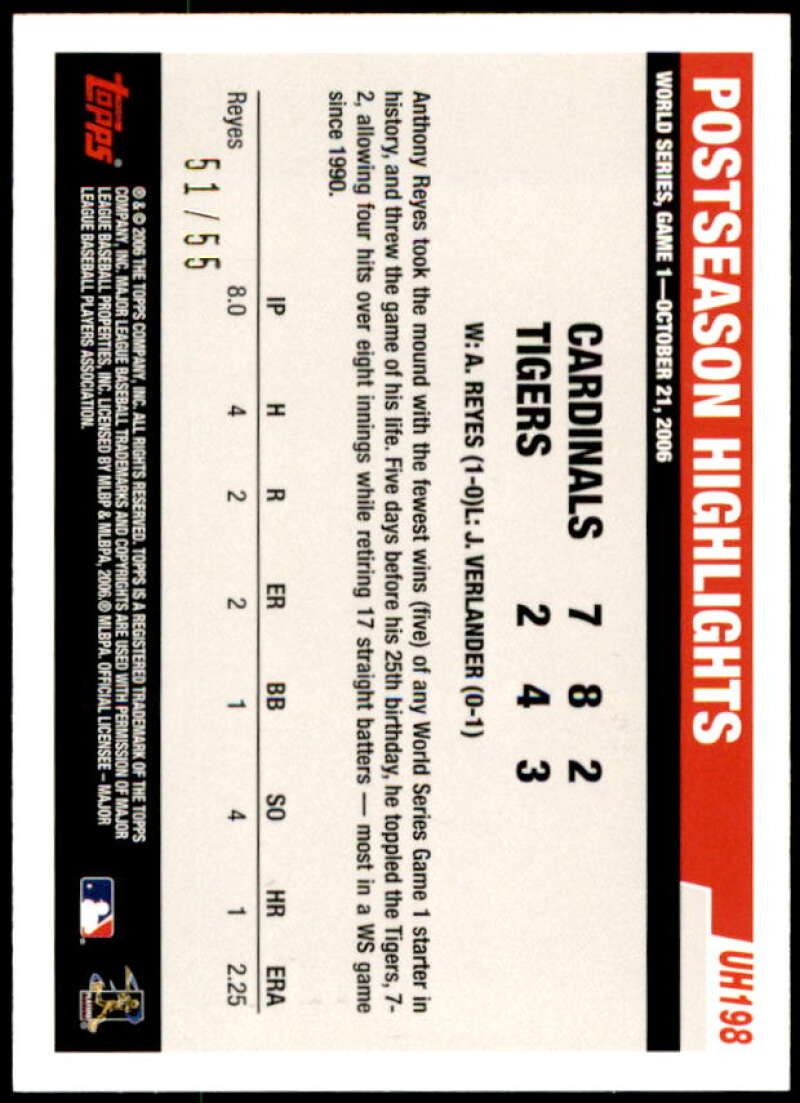 POSTSEASON HIGHLIGHTS
UH198
WORLD SERIES, GAME 1—OCTOBER 21, 2006
CARDINALS 7 8 2
TIGERS 2 4 3
W: A. REYES (1-0)L: J. VERLANDER (0-1)
Anthony Reyes took the mound with the fewest wins (five) of any World Series Game 1 starter in
history, and threw the game of his life. Five days before his 25th birthday, he toppled the Tigers, 7-
2, allowing four hits over eight innings while retiring 17 straight batters — most in a WS game
since 1990.
IP H R ER BB SO HR ERA
Reyes 8.0 4 2 2 1 4 1 2.25
51/55
topps®
® & © 2006 THE TOPPS COMPANY, INC. ALL RIGHTS RESERVED. TOPPS IS A REGISTERED TRADEMARK OF THE TOPPS
COMPANY, INC. MAJOR LEAGUE BASEBALL TRADEMARKS AND COPYRIGHTS ARE USED WITH PERMISSION OF MAJOR
LEAGUE BASEBALL PROPERTIES, INC. LICENSED BY MLBP & MLBPA, 2006.© MLBPA. OFFICIAL LICENSEE – MAJOR
LEAGUE BASEBALL PLAYERS ASSOCIATION.